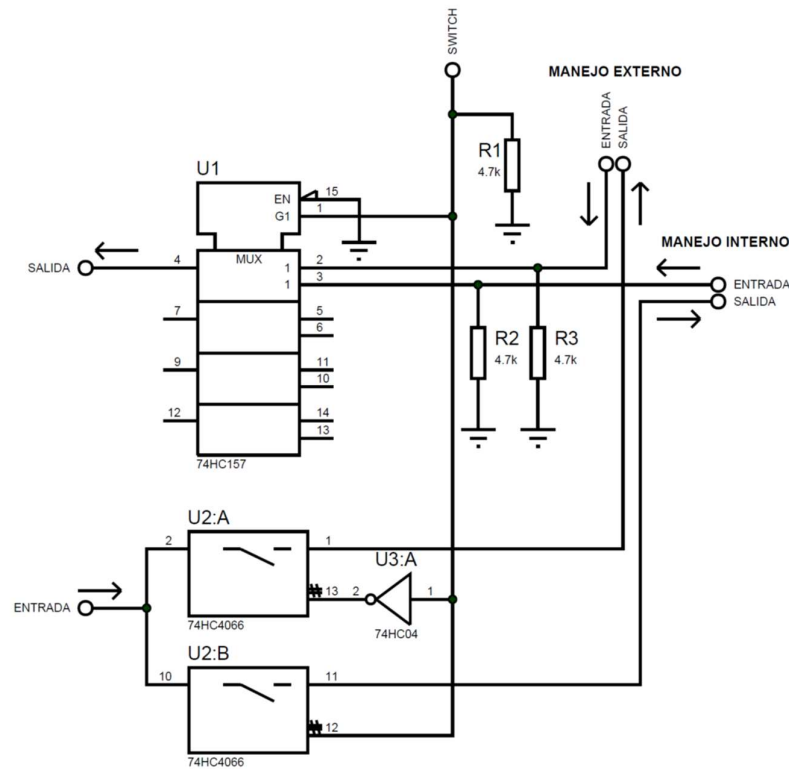 SWITCH
MANEJO EXTERNO
ENTRADA
SALIDA
R1
4.7k
U1
EN
15
G1
1
MUX
SALIDA
4
1
2
1
3
MANEJO INTERNO
ENTRADA
SALIDA
7
5
6
R2
4.7k
R3
4.7k
9
11
10
12
14
13
74HC157
U2:A
2
1
U3:A
13
2
1
74HC04
ENTRADA
74HC4066
U2:B
10
11
12
74HC4066